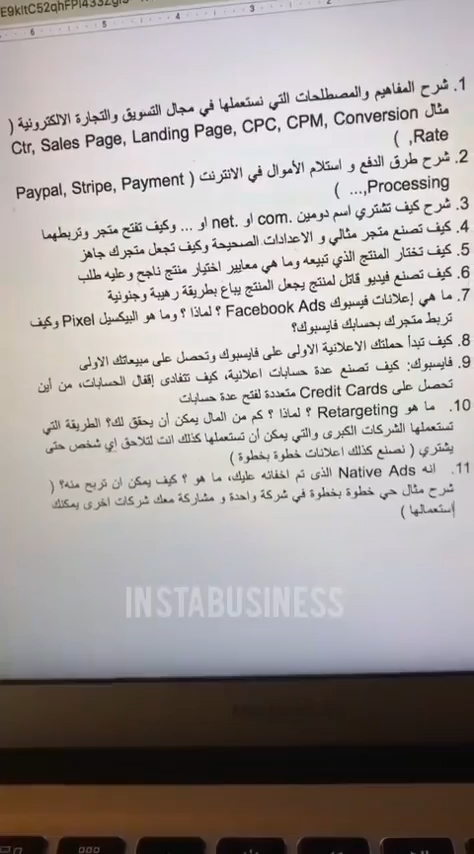 E9kltC52qhFPl4332gl3
6 5 4 3 2
1. شرح المفاهيم والمصطلحات التي نستعملها في مجال التسويق والتجارة الالكترونية (
مثال Ctr, Sales Page, Landing Page, CPC, CPM, Conversion
Rate, )
2. شرح طرق الدفع و استلام الأموال في الانترنت ( Paypal, Stripe, Payment
Processing,... )
3. شرح كيف تشتري اسم دومين .com او .net او ... وكيف تفتح متجر وتربطهما
4. كيف تصنع متجر مثالي و الاعدادات الصحيحة وكيف تجعل متجرك جاهز
5. كيف تختار المنتج الذي تبيعه وما هي معايير اختيار منتج ناجح وعليه طلب
6. كيف تصنع فيديو قاتل لمنتج يجعل المنتج يباع بطريقة رهيبة وجنونية
7. ما هي إعلانات فيسبوك Facebook Ads ؟ لماذا ؟ وما هو البيكسيل Pixel وكيف
تربط متجرك بحسابك فايسبوك؟
8. كيف تبدأ حملتك الاعلانية الاولى على فايسبوك وتحصل على مبيعاتك الاولى
9. فايسبوك: كيف تصنع عدة حسابات اعلانية، كيف تتفادى إقفال الحسابات، من أين
تحصل على Credit Cards متعددة لفتح عدة حسابات
10. ما هو Retargeting ؟ لماذا ؟ كم من المال يمكن أن يحقق لك؟ الطريقة التي
تستعملها الشركات الكبرى والتي يمكن أن تستعملها كذلك انت لتلاحق اي شخص حتى
يشتري ( نصنع كذلك اعلانات خطوة بخطوة )
11. انه Native Ads الذى تم اخفائه عليك، ما هو ؟ كيف يمكن ان تربح منه؟ (
شرح مثال حي خطوة بخطوة في شركة واحدة و مشاركة معك شركات اخرى يمكنك
إستعمالها )
INSTABUSINESS